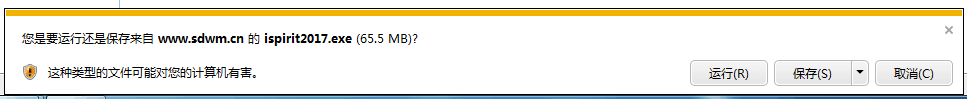 您是要运行还是保存来自 www.sdwm.cn 的 ispirit2017.exe (65.5 MB)?
这种类型的文件可能对您的计算机有害。 运行(R) 保存(S) 取消(C)